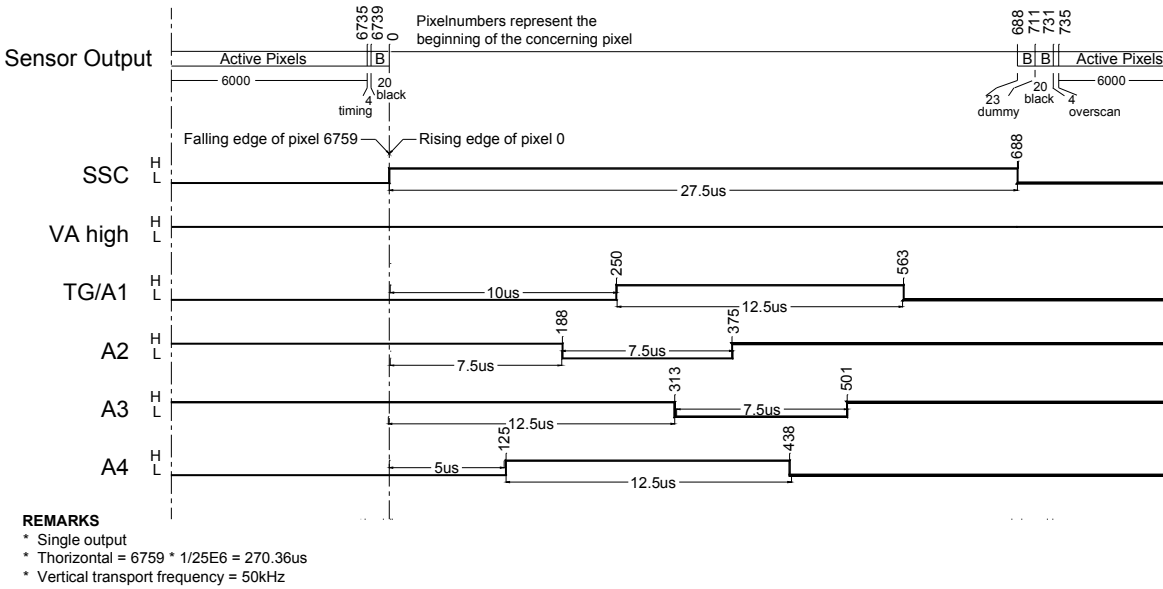 Pixelnumbers represent the
beginning of the concerning pixel
6735
6739
0
688
711
731
735
Sensor Output
Active Pixels
B
B
B
Active Pixels
6000
4
timing
20
black
23
dummy
20
black
4
overscan
6000
Falling edge of pixel 6759
Rising edge of pixel 0
SSC
H
L
27.5us
688
VA high
H
L
TG/A1
H
L
10us
250
12.5us
563
A2
H
L
7.5us
188
7.5us
375
A3
H
L
12.5us
313
7.5us
501
A4
H
L
5us
125
12.5us
438
REMARKS
* Single output
* Thorizontal = 6759 * 1/25E6 = 270.36us
* Vertical transport frequency = 50kHz